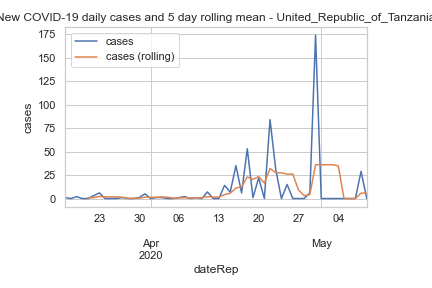 New COVID-19 daily cases and 5 day rolling mean - United_Republic_of_Tanzania
cases
cases (rolling)
175
150
125
100
75
50
25
0
cases
23 30 06 13 20 27 04
Apr May
2020
dateRep